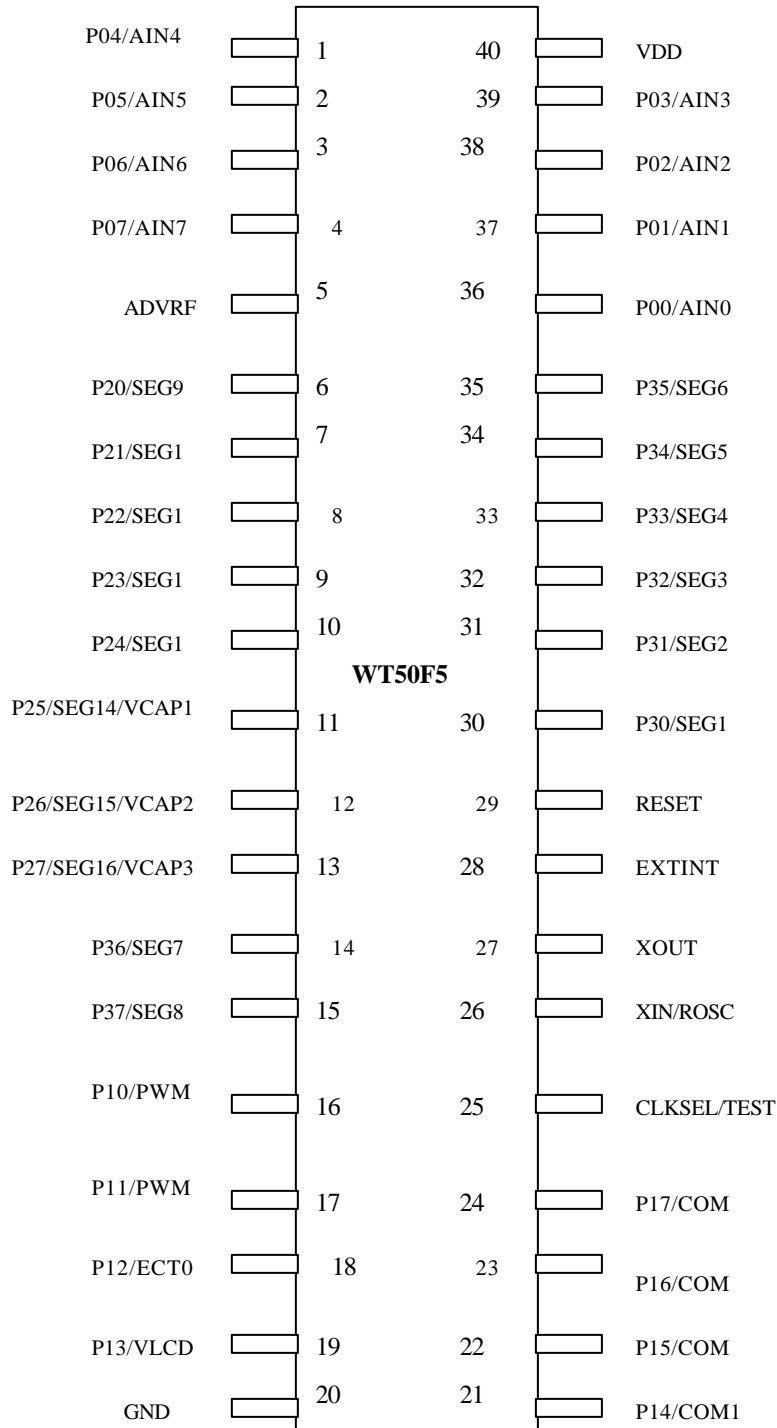 P04/AIN4 1 40 VDD
P05/AIN5 2 39 P03/AIN3
P06/AIN6 3 38 P02/AIN2
P07/AIN7 4 37 P01/AIN1
ADVRF 5 36 P00/AIN0
P20/SEG9 6 35 P35/SEG6
P21/SEG1 7 34 P34/SEG5
P22/SEG1 8 33 P33/SEG4
P23/SEG1 9 32 P32/SEG3
P24/SEG1 10 31 P31/SEG2
WT50F5
P25/SEG14/VCAP1 11 30 P30/SEG1
P26/SEG15/VCAP2 12 29 RESET
P27/SEG16/VCAP3 13 28 EXTINT
P36/SEG7 14 27 XOUT
P37/SEG8 15 26 XIN/ROSC
P10/PWM 16 25 CLKSEL/TEST
P11/PWM 17 24 P17/COM
P12/ECT0 18 23 P16/COM
P13/VLCD 19 22 P15/COM
GND 20 21 P14/COM1